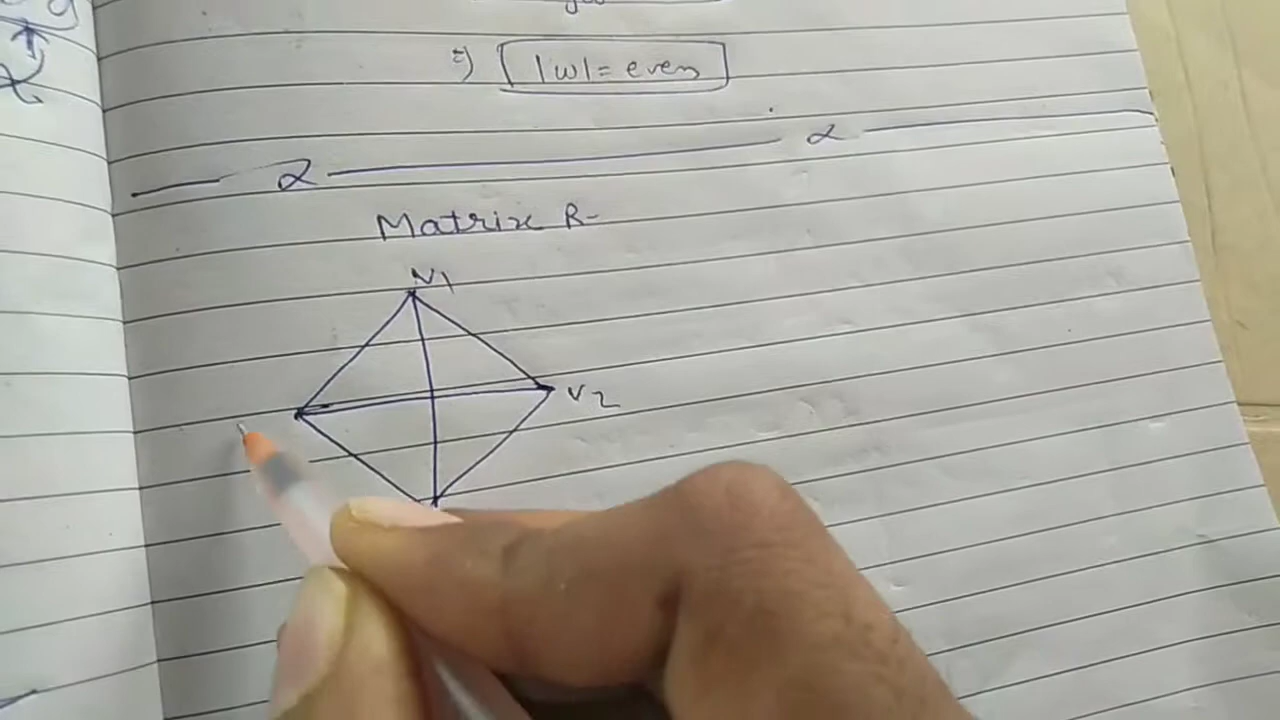 |w| = even
Matrix R-
V1
V2